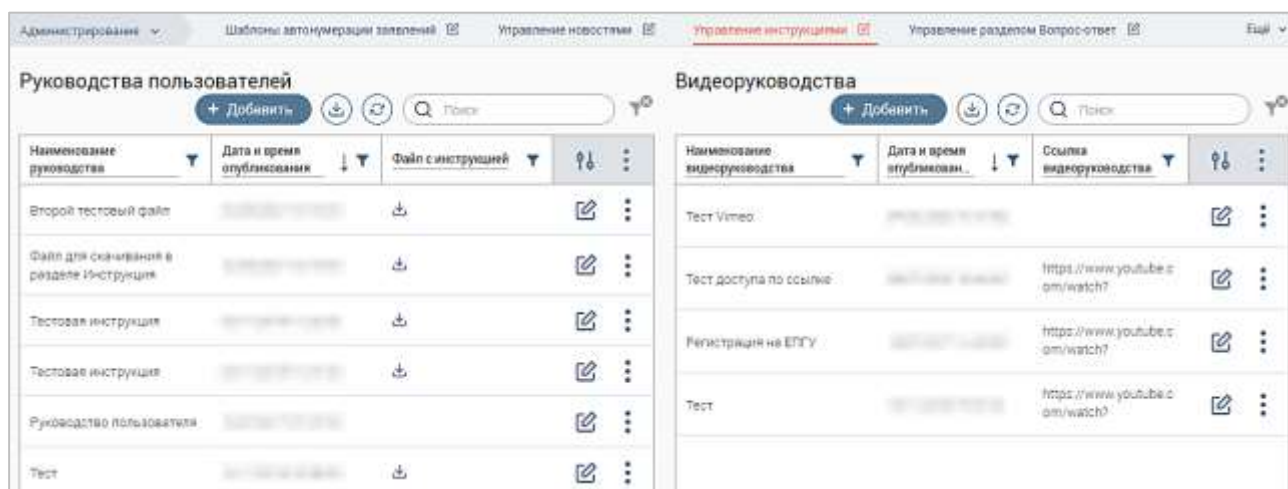 Администрирование
Шаблоны автонумерации заявлений
Управление новостями
Управление инструкциями
Управление разделом Вопрос-ответ
Ещё
Руководства пользователей
+ Добавить
Поиск
Наименование
руководства
Дата и время
опубликования
Файл с инструкцией
Второй тестовый файл
Файл для скачивания в
разделе Инструкция
Тестовая инструкция
Тестовая инструкция
Руководство пользователя
Тест
Видеоруководства
+ Добавить
Поиск
Наименование
видеоруководства
Дата и время
опубликован...
Ссылка
видеоруководства
Тест Vimeo
Тест доступа по ссылке
https://www.youtube.c
om/watch?
Регистрация на ЕПГУ
https://www.youtube.c
om/watch?
Тест
https://www.youtube.c
om/watch?